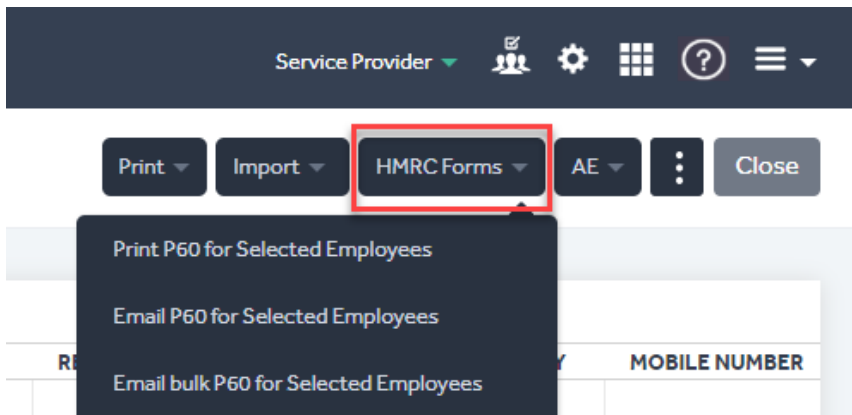 Service Provider
Print Import HMRC Forms AE Close
Print P60 for Selected Employees
Email P60 for Selected Employees
MOBILE NUMBER
Email bulk P60 for Selected Employees